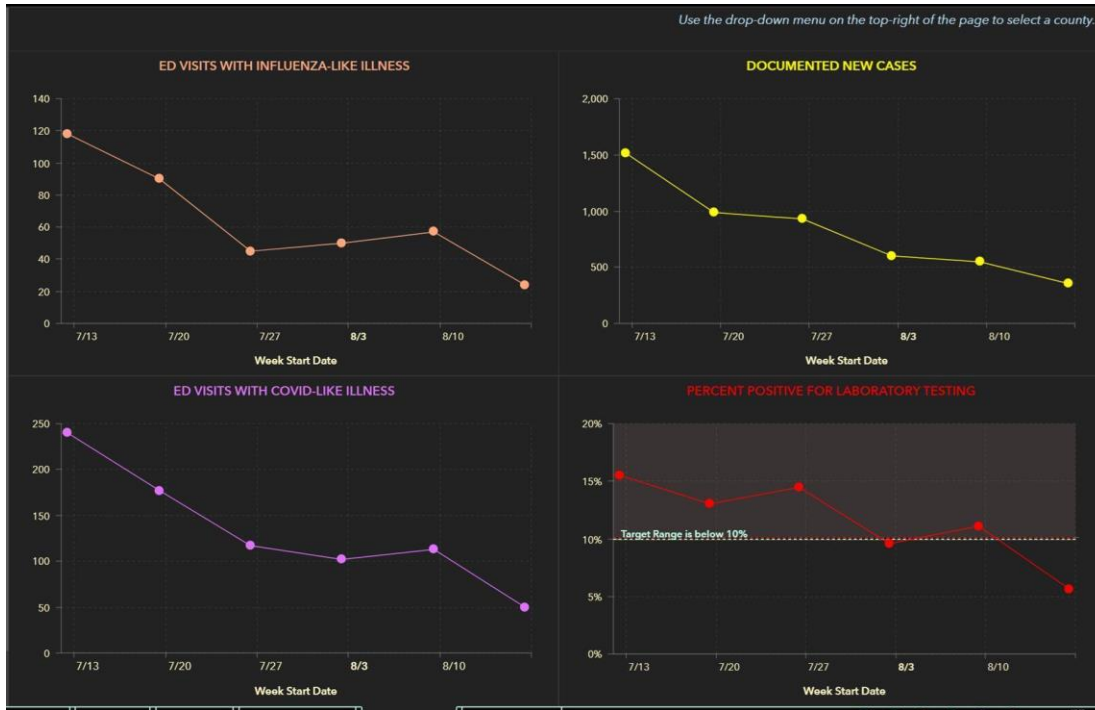 Use the drop-down menu on the top-right of the page to select a county.
ED VISITS WITH INFLUENZA-LIKE ILLNESS
140
120
100
80
60
40
20
0
7/13 7/20 7/27 8/3 8/10
Week Start Date
DOCUMENTED NEW CASES
2,000
1,500
1,000
500
0
7/13 7/20 7/27 8/3 8/10
Week Start Date
ED VISITS WITH COVID-LIKE ILLNESS
250
200
150
100
50
0
7/13 7/20 7/27 8/3 8/10
Week Start Date
PERCENT POSITIVE FOR LABORATORY TESTING
20%
15%
Target Range is below 10%
10%
5%
0%
7/13 7/20 7/27 8/3 8/10
Week Start Date